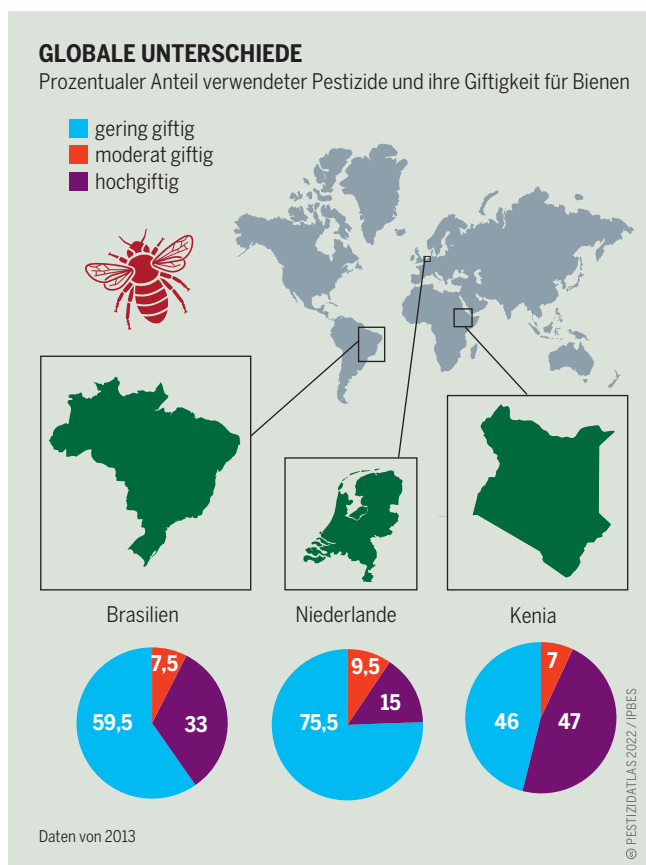 GLOBALE UNTERSCHIEDE
Prozentualer Anteil verwendeter Pestizide und ihre Giftigkeit für Bienen
gering giftig
moderat giftig
hochgiftig
Brasilien
Niederlande
Kenia
7,5
59,5
33
9,5
75,5
15
7
46
47
Daten von 2013
PESTIZIDATLAS 2022 / IPBES